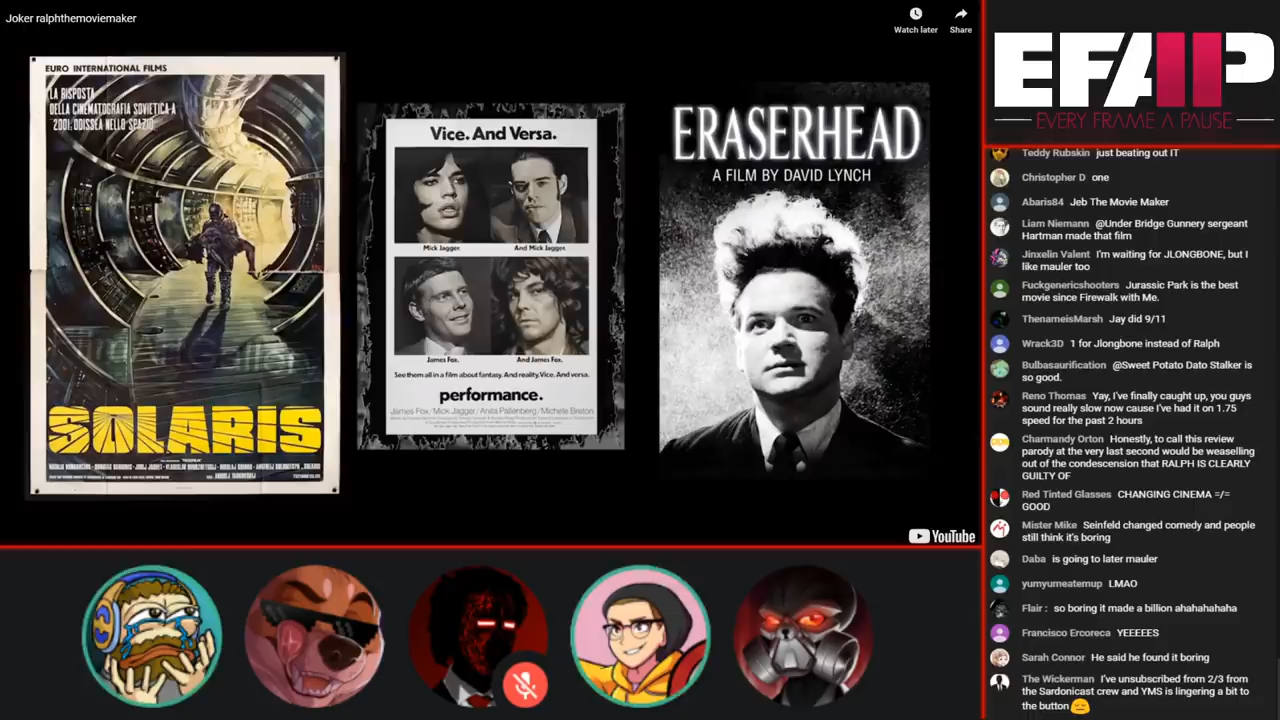 Joker ralphthemoviemaker
Watch later
Share
EURO INTERNATIONAL FILMS
LA RISPOSTA
DELLA CINEMATOGRAFIA SOVIETICA A
2001: ODISSEA NELLO SPAZIO
SOLARIS
Vice. And Versa.
Mick Jagger.
And Mick Jagger.
James Fox.
And James Fox.
See them all in a film about fantasy. And reality. Vice. And versa.
performance.
James Fox/Mick Jagger/Anita Pallenberg/Michele Breton
ERASERHEAD
A FILM BY DAVID LYNCH
YouTube
EFAP
EVERY FRAME A PAUSE
Teddy Rubskin just beating out IT
Christopher D one
Abaris84 Jeb The Movie Maker
Liam Niemann @Under Bridge Gunnery sergeant
Hartman made that film
Jinxelin Valent I'm waiting for JLONGBONE, but I
like mauler too
Fuckgenericshooters Jurassic Park is the best
movie since Firewalk with Me.
ThenameisMarsh Jay did 9/11
Wrack3D 1 for Jlongbone instead of Ralph
Bulbasaurification @Sweet Potato Dato Stalker is
so good.
Reno Thomas Yay, I've finally caught up, you guys
sound really slow now cause I've had it on 1.75
speed for the past 2 hours
Charmandy Orton Honestly, to call this review
parody at the very last second would be weaselling
out of the condescension that RALPH IS CLEARLY
GUILTY OF
Red Tinted Glasses CHANGING CINEMA =/=
GOOD
Mister Mike Seinfeld changed comedy and people
still think it's boring
Daba is going to later mauler
yumyumeatemup LMAO
Flair : so boring it made a billion ahahahahaha
Francisco Ercoreca YEEEEES
Sarah Connor He said he found it boring
The Wickerman I've unsubscribed from 2/3 from
the Sardonicast crew and YMS is lingering a bit to
the button